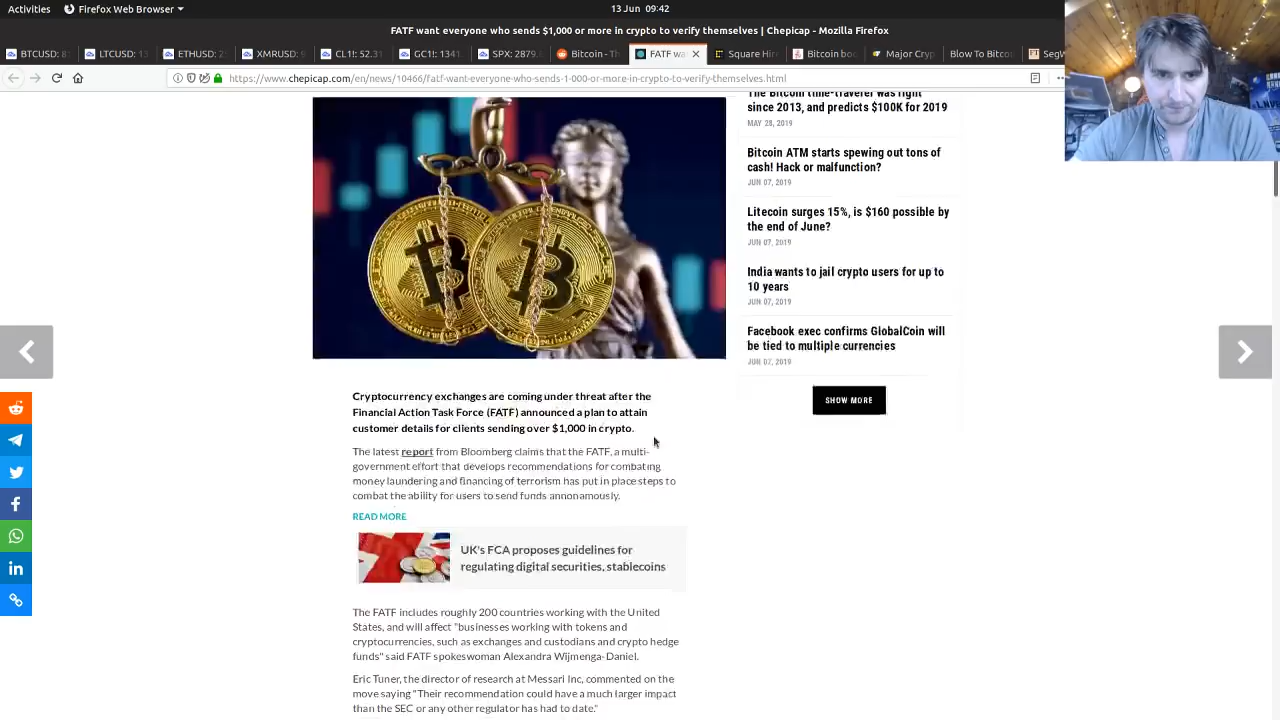 Activities
Firefox Web Browser
13 Jun 09:42
FATF want everyone who sends $1,000 or more in crypto to verify themselves | Chepicap - Mozilla Firefox
BTCUSD: 8
LTCUSD: 13
ETHUSD: 2
XMRUSD: 9
CL1!: 52.31
GC1!: 1341
SPX: 2879.
Bitcoin - Th
FATF wa
Square Hire
Bitcoin boo
Major Cryp
Blow To Bitco
SegW
https://www.chepicap.com/en/news/10466/fatf-want-everyone-who-sends-1-000-or-more-in-crypto-to-verify-themselves.html
The Bitcoin time-traveler was right
since 2013, and predicts $100K for 2019
MAY 28, 2019
Bitcoin ATM starts spewing out tons of
cash! Hack or malfunction?
JUN 07, 2019
Litecoin surges 15%, is $160 possible by
the end of June?
JUN 07, 2019
India wants to jail crypto users for up to
10 years
JUN 07, 2019
Facebook exec confirms GlobalCoin will
be tied to multiple currencies
JUN 07, 2019
SHOW MORE
Cryptocurrency exchanges are coming under threat after the
Financial Action Task Force (FATF) announced a plan to attain
customer details for clients sending over $1,000 in crypto.
The latest report from Bloomberg claims that the FATF, a multi-
government effort that develops recommendations for combating
money laundering and financing of terrorism has put in place steps to
combat the ability for users to send funds annonamously.
READ MORE
UK's FCA proposes guidelines for
regulating digital securities, stablecoins
The FATF includes roughly 200 countries working with the United
States, and will affect "businesses working with tokens and
cryptocurrencies, such as exchanges and custodians and crypto hedge
funds" said FATF spokeswoman Alexandra Wijmenga-Daniel.
Eric Tuner, the director of research at Messari Inc, commented on the
move saying "Their recommendation could have a much larger impact
than the SEC or any other regulator has had to date."